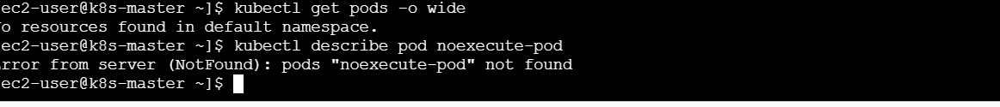 ec2-user@k8s-master ~]$ kubectl get pods -o wide
o resources found in default namespace.
ec2-user@k8s-master ~]$ kubectl describe pod noexecute-pod
rror from server (NotFound): pods "noexecute-pod" not found
ec2-user@k8s-master ~]$